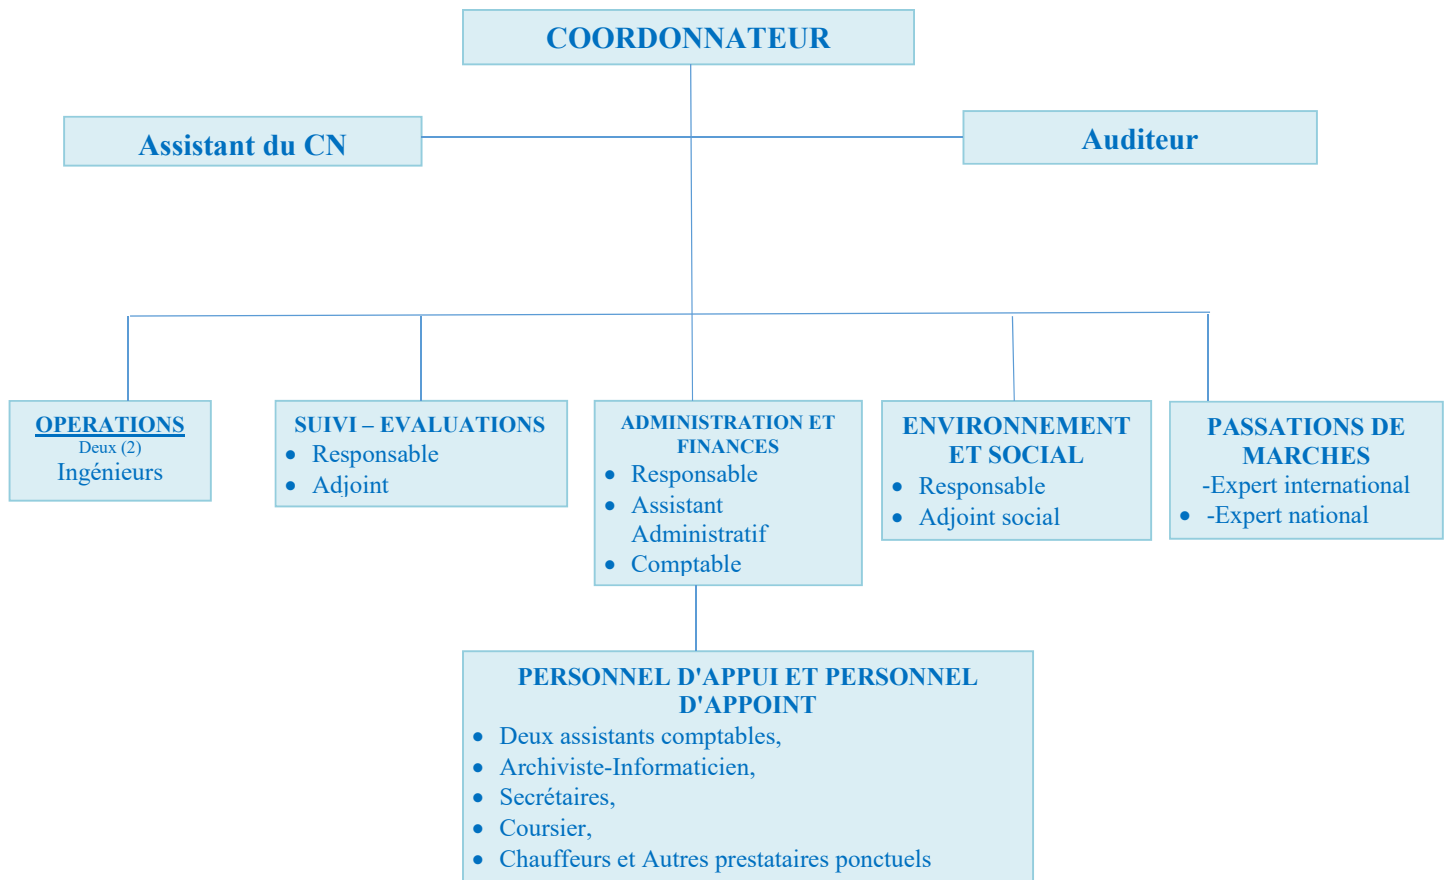 COORDONNATEUR
Assistant du CN
Auditeur
OPERATIONS
Deux (2)
Ingénieurs
SUIVI – EVALUATIONS
• Responsable
• Adjoint
ADMINISTRATION ET
FINANCES
• Responsable
• Assistant
Administratif
• Comptable
ENVIRONNEMENT
ET SOCIAL
• Responsable
• Adjoint social
PASSATIONS DE
MARCHES
-Expert international
• -Expert national
PERSONNEL D'APPUI ET PERSONNEL
D'APPOINT
• Deux assistants comptables,
• Archiviste-Informaticien,
• Secrétaires,
• Coursier,
• Chauffeurs et Autres prestataires ponctuels